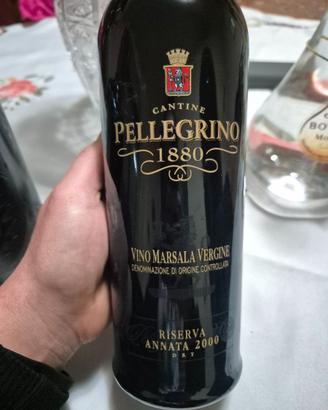 CANTINE
PELLEGRINO
1880
VINO MARSALA VERGINE
DENOMINAZIONE DI ORIGINE CONTROLLATA
RISERVA
ANNATA 2000
DRY